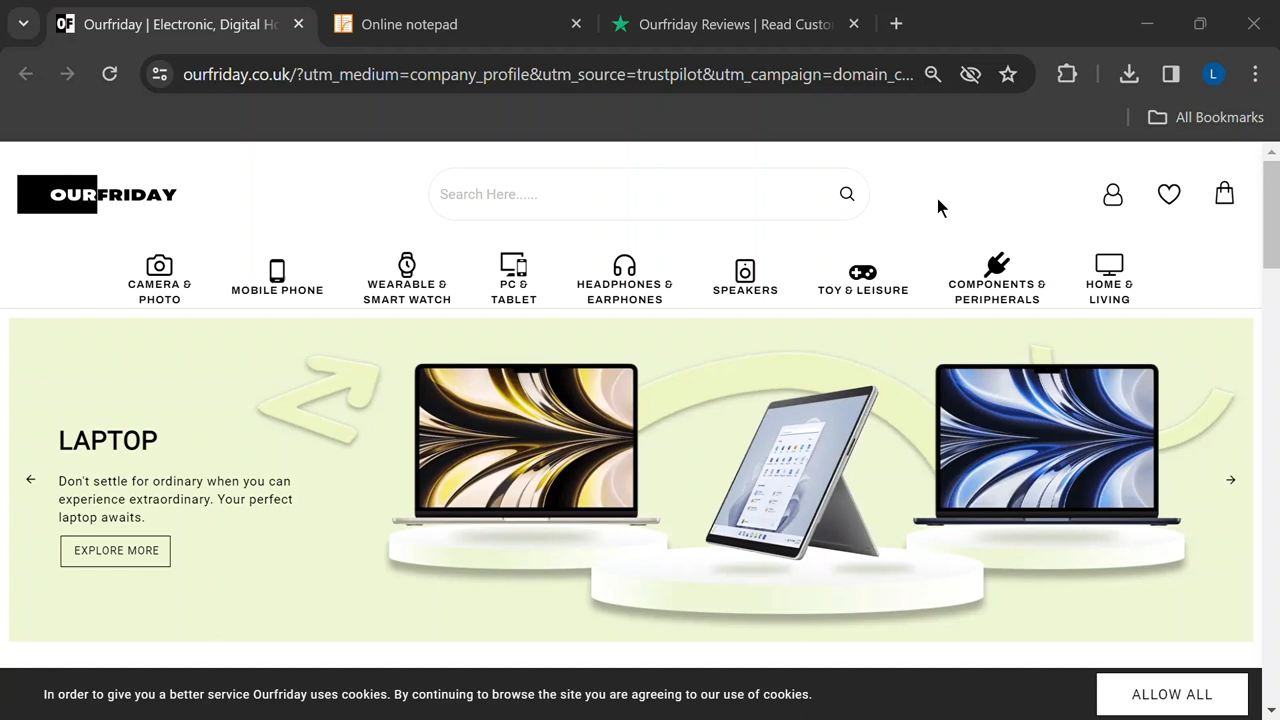 Ourfriday | Electronic, Digital H
Online notepad
Ourfriday Reviews | Read Custo
ourfriday.co.uk/?utm_medium=company_profile&utm_source=trustpilot&utm_campaign=domain_c...
L
All Bookmarks
OURFRIDAY
Search Here......
CAMERA &
PHOTO
MOBILE PHONE
WEARABLE &
SMART WATCH
PC &
TABLET
HEADPHONES &
EARPHONES
SPEAKERS
TOY & LEISURE
COMPONENTS &
PERIPHERALS
HOME &
LIVING
LAPTOP
Don't settle for ordinary when you can
experience extraordinary. Your perfect
laptop awaits.
EXPLORE MORE
In order to give you a better service Ourfriday uses cookies. By continuing to browse the site you are agreeing to our use of cookies.
ALLOW ALL